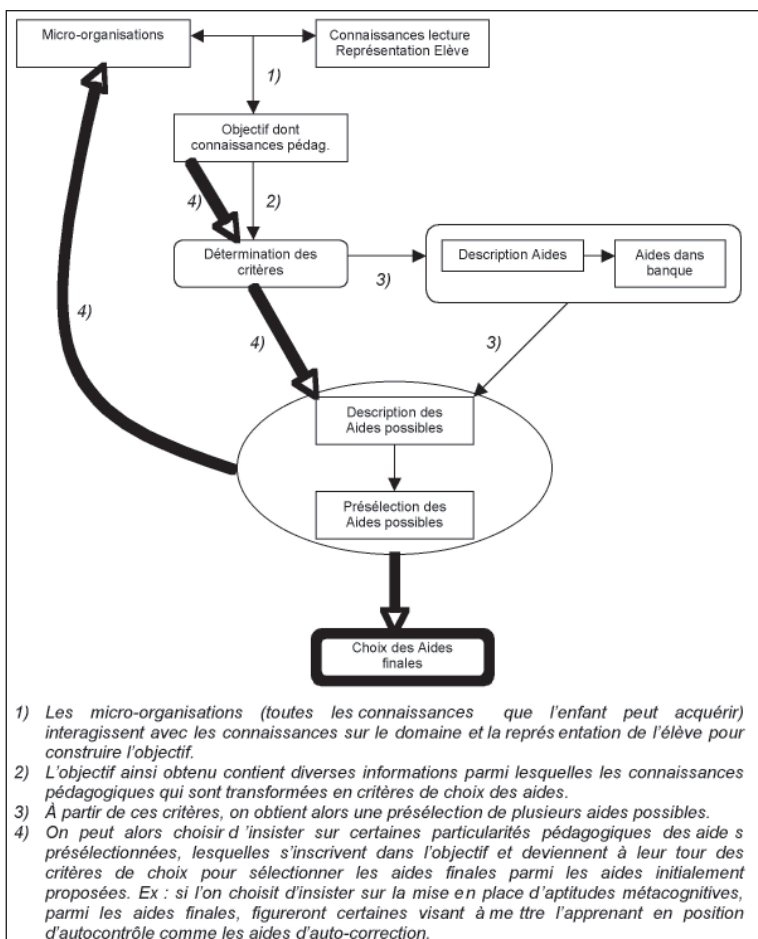 Micro-organisations
Connaissances lecture
Représentation Elève
1)
Objectif dont
connaissances pédag.
4)
2)
Détermination des
critères
3)
Description Aides
Aides dans
banque
4)
4)
3)
Description des
Aides possibles
Présélection des
Aides possibles
Choix des Aides
finales
1) Les micro-organisations (toutes les connaissances que l'enfant peut acquérir)
interagissent avec les connaissances sur le domaine et la représ entation de l'élève pour
construire l'objectif.
2) L'objectif ainsi obtenu contient diverses informations parmi lesquelles les connaissances
pédagogiques qui sont transformées en critères de choix des aides.
3) À partir de ces critères, on obtient alors une présélection de plusieurs aides possibles.
4) On peut alors choisir d 'insister sur certaines particularités pédagogiques des aide s
présélectionnées, lesquelles s'inscrivent dans l'objectif et deviennent à leur tour des
critères de choix pour sélectionner les aides finales parmi les aides initialement
proposées. Ex : si l'on choisit d'insister sur la mise en place d'aptitudes métacognitives,
parmi les aides finales, figureront certaines visant à me ttre l'apprenant en position
d'autocontrôle comme les aides d'auto-correction.